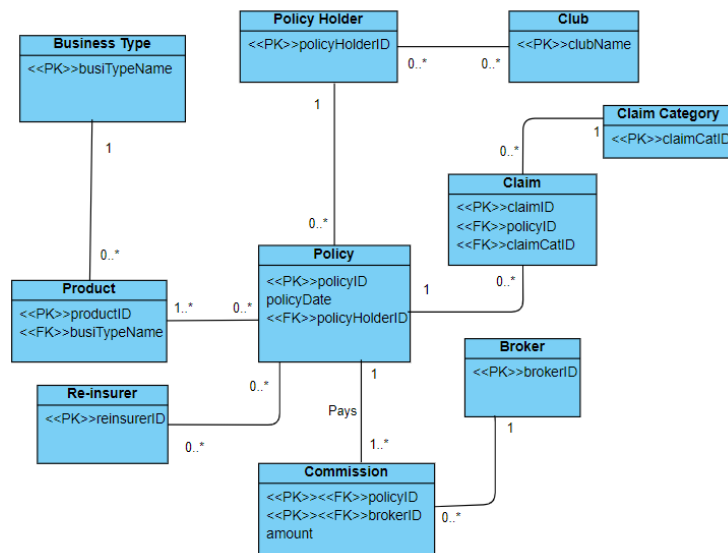 Policy Holder
<<PK>>policyHolderID
Club
<<PK>>clubName
0..*
0..*
Business Type
<<PK>>busiTypeName
1
1
Claim Category
<<PK>>claimCatID
1
0..*
Claim
<<PK>>claimID
<<FK>>policyID
<<FK>>claimCatID
0..*
0..*
Policy
<<PK>>policyID
policyDate
<<FK>>policyHolderID
1
0..*
Product
<<PK>>productID
<<FK>>busiTypeName
1..*
0..*
Broker
<<PK>>brokerID
1
Re-insurer
<<PK>>reinsurerID
0..*
0..*
1
Pays
1..*
Commission
<<PK>><<FK>>policyID
<<PK>><<FK>>brokerID
amount
0..*